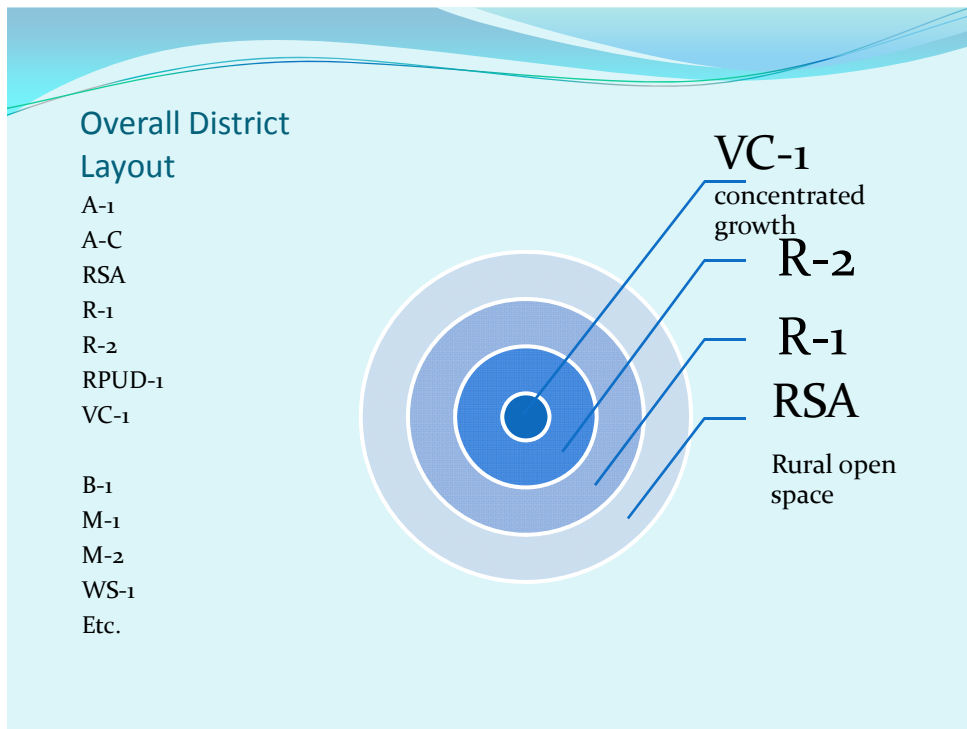 Overall District
Layout
A-1
A-C
RSA
R-1
R-2
RPUD-1
VC-1
B-1
M-1
M-2
WS-1
Etc.
VC-1
concentrated
growth
R-2
R-1
RSA
Rural open
space